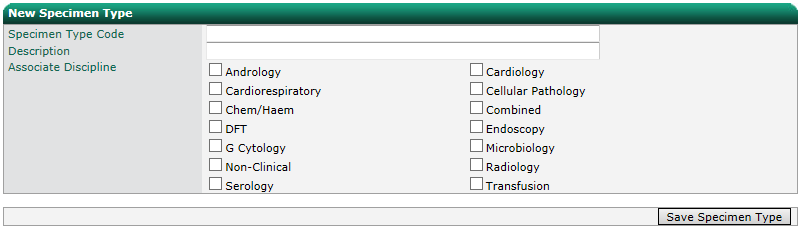 New Specimen Type
Specimen Type Code
Description
Associate Discipline
Andrology Cardiology
Cardiorespiratory Cellular Pathology
Chem/Haem Combined
DFT Endoscopy
G Cytology Microbiology
Non-Clinical Radiology
Serology Transfusion
Save Specimen Type